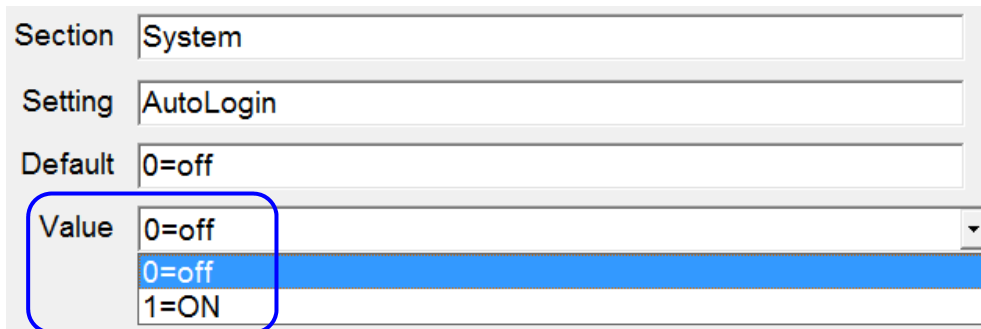 Section System
Setting AutoLogin
Default 0=off
Value 0=off
0=off
1=ON